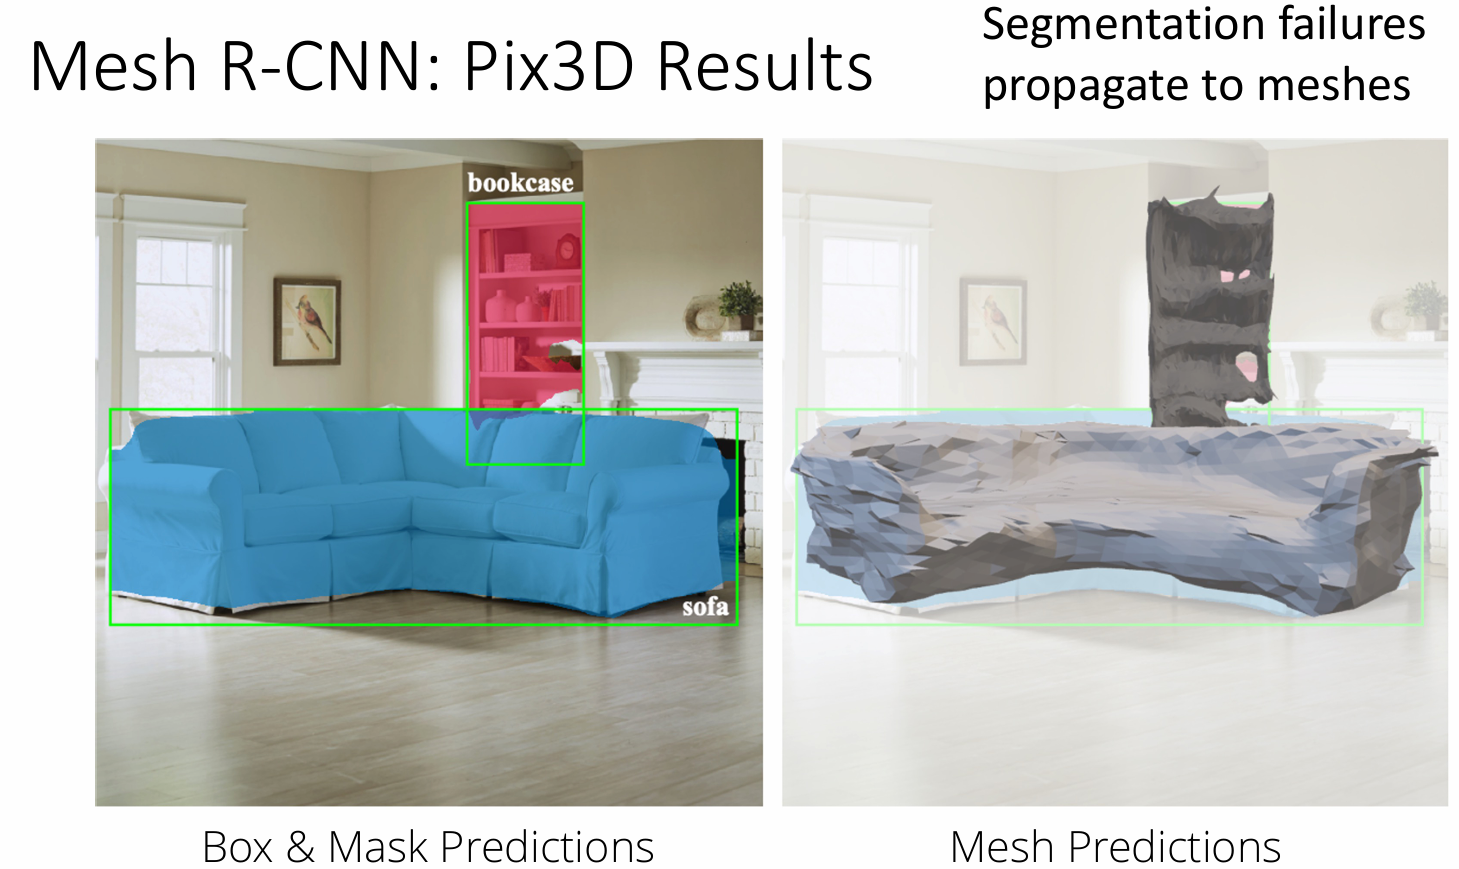 Mesh R-CNN: Pix3D Results
Segmentation failures
propagate to meshes
bookcase
sofa
Box & Mask Predictions
Mesh Predictions